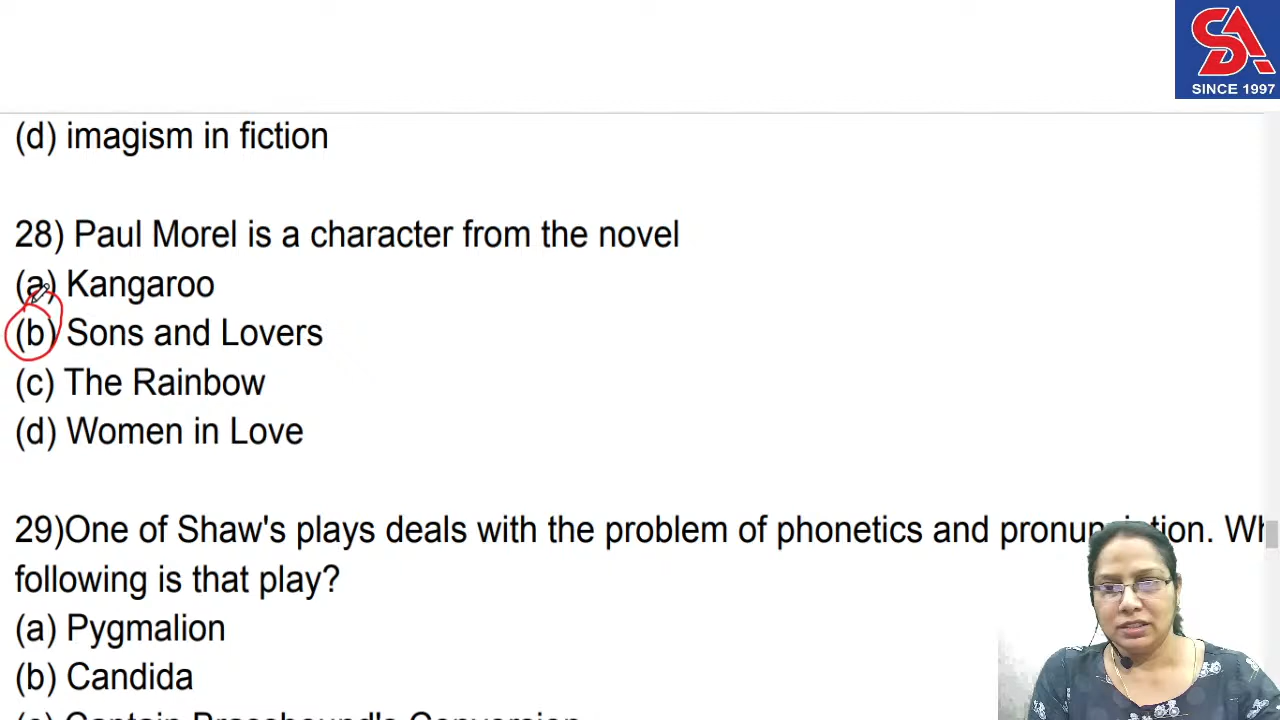 SINCE 1997
(d) imagism in fiction
28) Paul Morel is a character from the novel
(a) Kangaroo
(b) Sons and Lovers
(c) The Rainbow
(d) Women in Love
29)One of Shaw's plays deals with the problem of phonetics and
following is that play?
(a) Pygmalion
(b) Candida